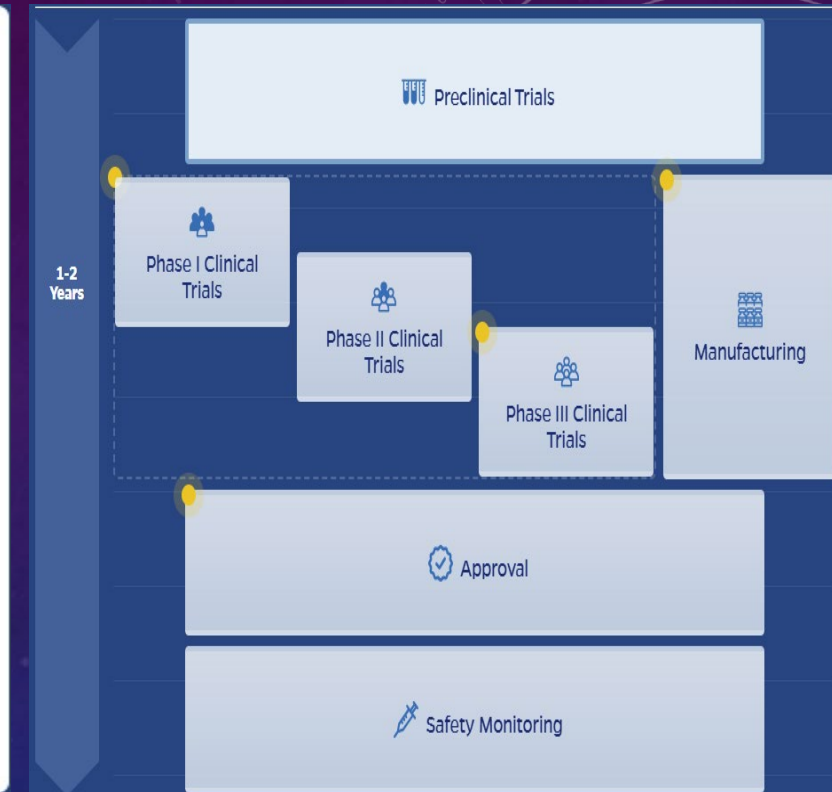 Preclinical Trials
1-2
Years
Phase I Clinical
Trials
Phase II Clinical
Trials
Phase III Clinical
Trials
Manufacturing
Approval
Safety Monitoring